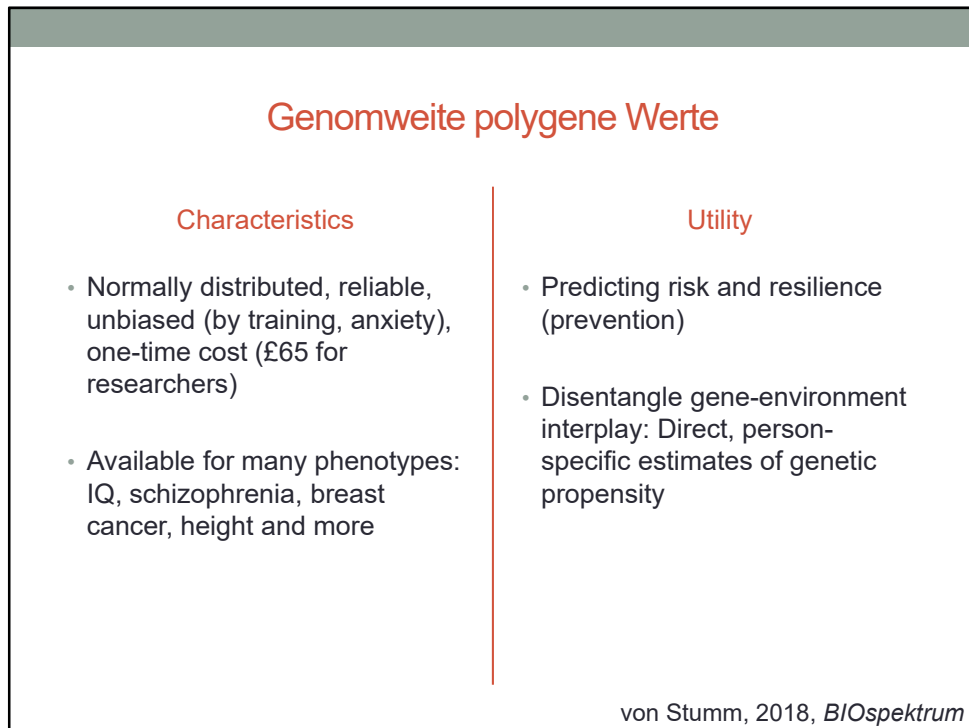 Genomweite polygene Werte
Characteristics
• Normally distributed, reliable,
unbiased (by training, anxiety),
one-time cost (£65 for
researchers)
• Available for many phenotypes:
IQ, schizophrenia, breast
cancer, height and more
Utility
• Predicting risk and resilience
(prevention)
• Disentangle gene-environment
interplay: Direct, person-
specific estimates of genetic
propensity
von Stumm, 2018, BIOspektrum